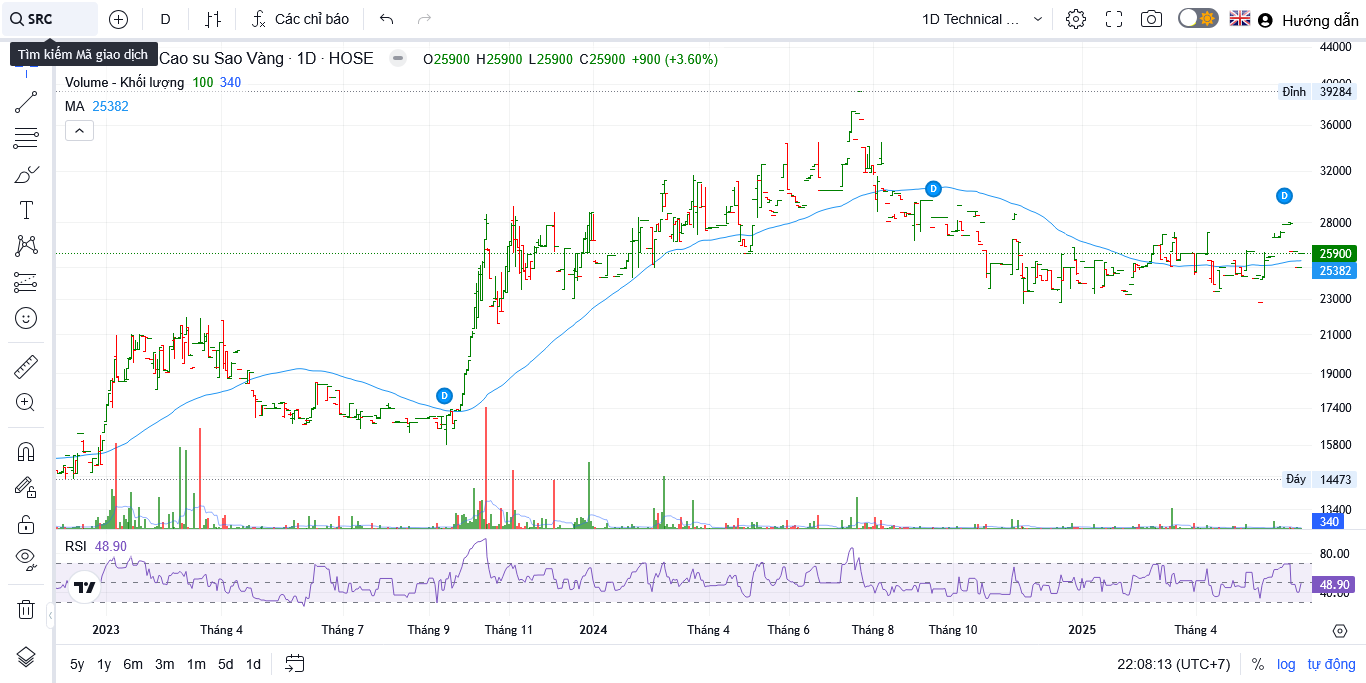 SRC D Các chỉ báo 1D Technical ... Hướng dẫn
Tìm kiếm Mã giao dịch
Cao su Sao Vàng · 1D · HOSE O25900 H25900 L25900 C25900 +900 (+3.60%)
Volume - Khối lượng 100 340
MA 25382
44000
Đỉnh 39284
36000
32000
D D
28000
25900
25382
23000
21000
19000
D
17400
15800
Đáy 14473
13400
340
RSI 48.90
80.00
48.90
40.00
2023 Tháng 4 Tháng 7 Tháng 9 Tháng 11 2024 Tháng 4 Tháng 6 Tháng 8 Tháng 10 2025 Tháng 4
5y 1y 6m 3m 1m 5d 1d 22:08:13 (UTC+7) % log tự động